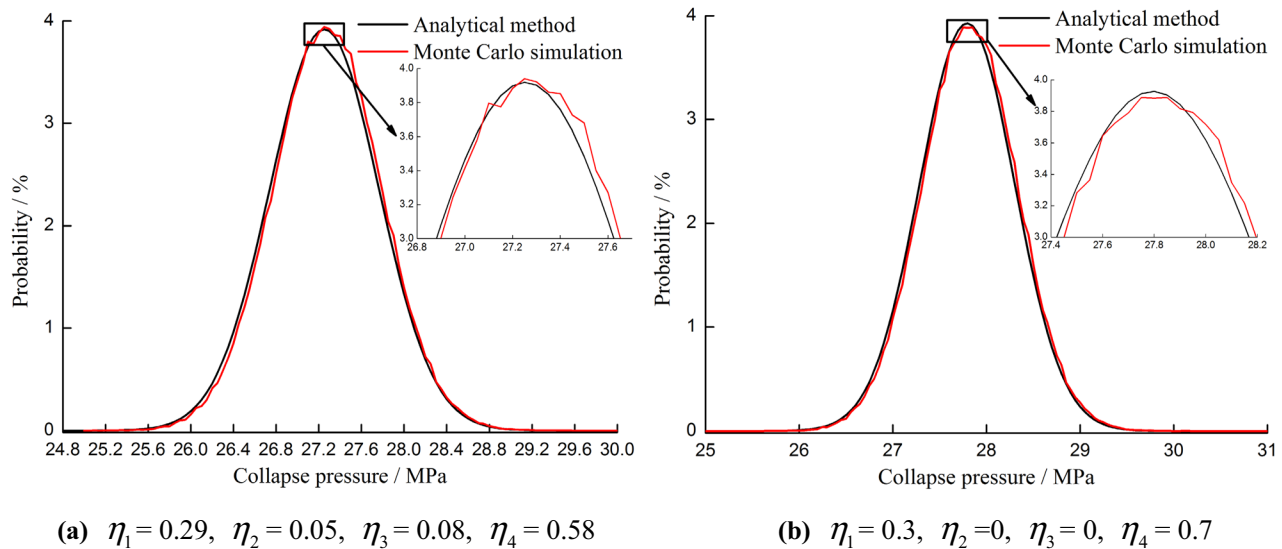 Analytical method
Monte Carlo simulation
Probability / %
4
3
2
1
0
4.0
3.8
3.6
3.4
3.2
3.0
26.8 27.0 27.2 27.4 27.6
24.8 25.2 25.6 26.0 26.4 26.8 27.2 27.6 28.0 28.4 28.8 29.2 29.6 30.0
Collapse pressure / MPa
(a) η1 = 0.29, η2 = 0.05, η3 = 0.08, η4 = 0.58
Analytical method
Monte Carlo simulation
Probability / %
4
3
2
1
0
4.0
3.8
3.6
3.4
3.2
3.0
27.4 27.6 27.8 28.0 28.2
25 26 27 28 29 30 31
Collapse pressure / MPa
(b) η1 = 0.3, η2 =0, η3 = 0, η4 = 0.7